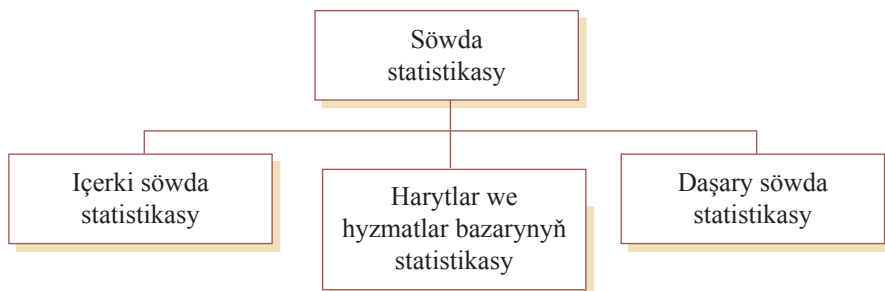 Söwda
statistikasy
Içerki söwda
statistikasy
Harytlar we
hyzmatlar bazarynyň
statistikasy
Daşary söwda
statistikasy